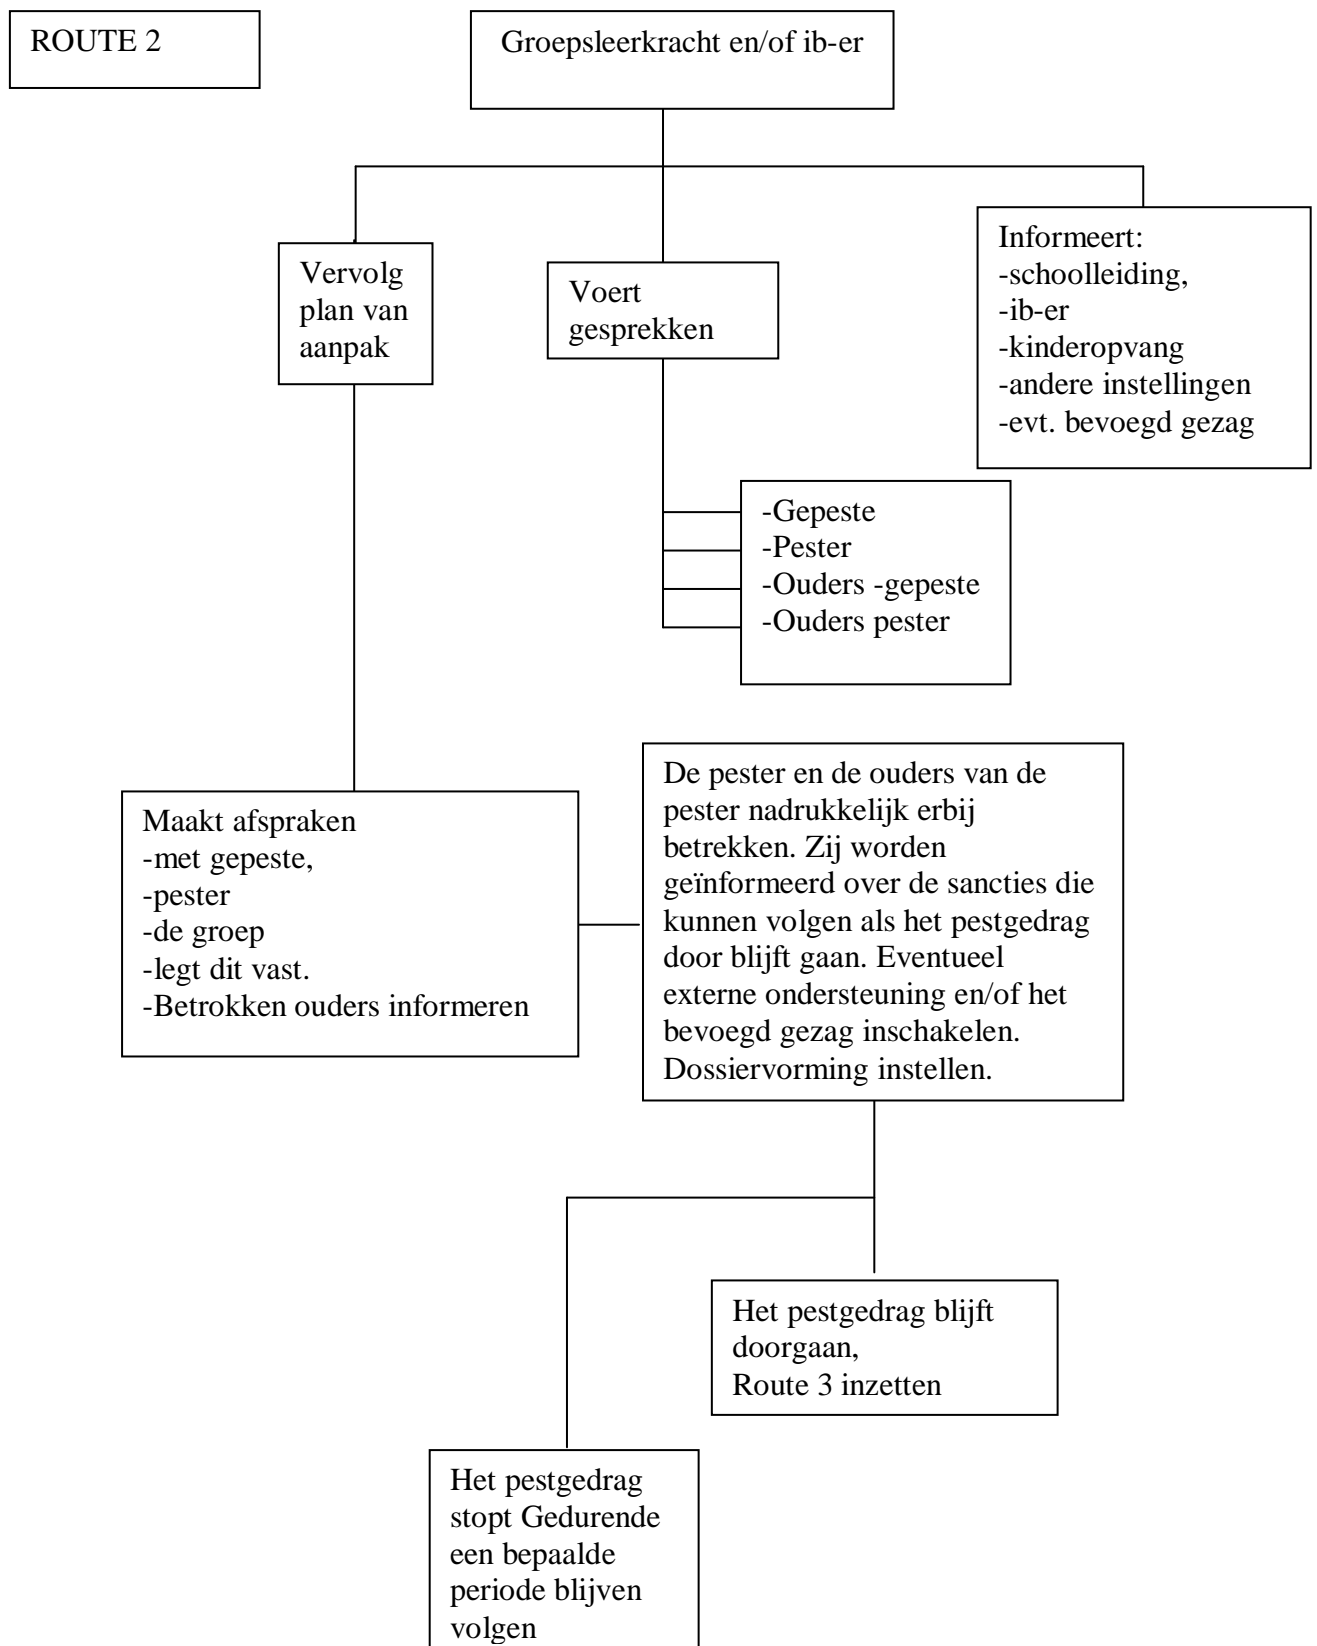 ROUTE 2
Groepsleerkracht en/of ib-er
Vervolg
plan van
aanpak
Voert
gesprekken
Informeert:
-schoolleiding,
-ib-er
-kinderopvang
-andere instellingen
-evt. bevoegd gezag
-Gepeste
-Pester
-Ouders -gepeste
-Ouders pester
Maakt afspraken
-met gepeste,
-pester
-de groep
-legt dit vast.
-Betrokken ouders informeren
De pester en de ouders van de
pester nadrukkelijk erbij
betrekken. Zij worden
geïnformeerd over de sancties die
kunnen volgen als het pestgedrag
door blijft gaan. Eventueel
externe ondersteuning en/of het
bevoegd gezag inschakelen.
Dossiervorming instellen.
Het pestgedrag blijft
doorgaan,
Route 3 inzetten
Het pestgedrag
stopt Gedurende
een bepaalde
periode blijven
volgen